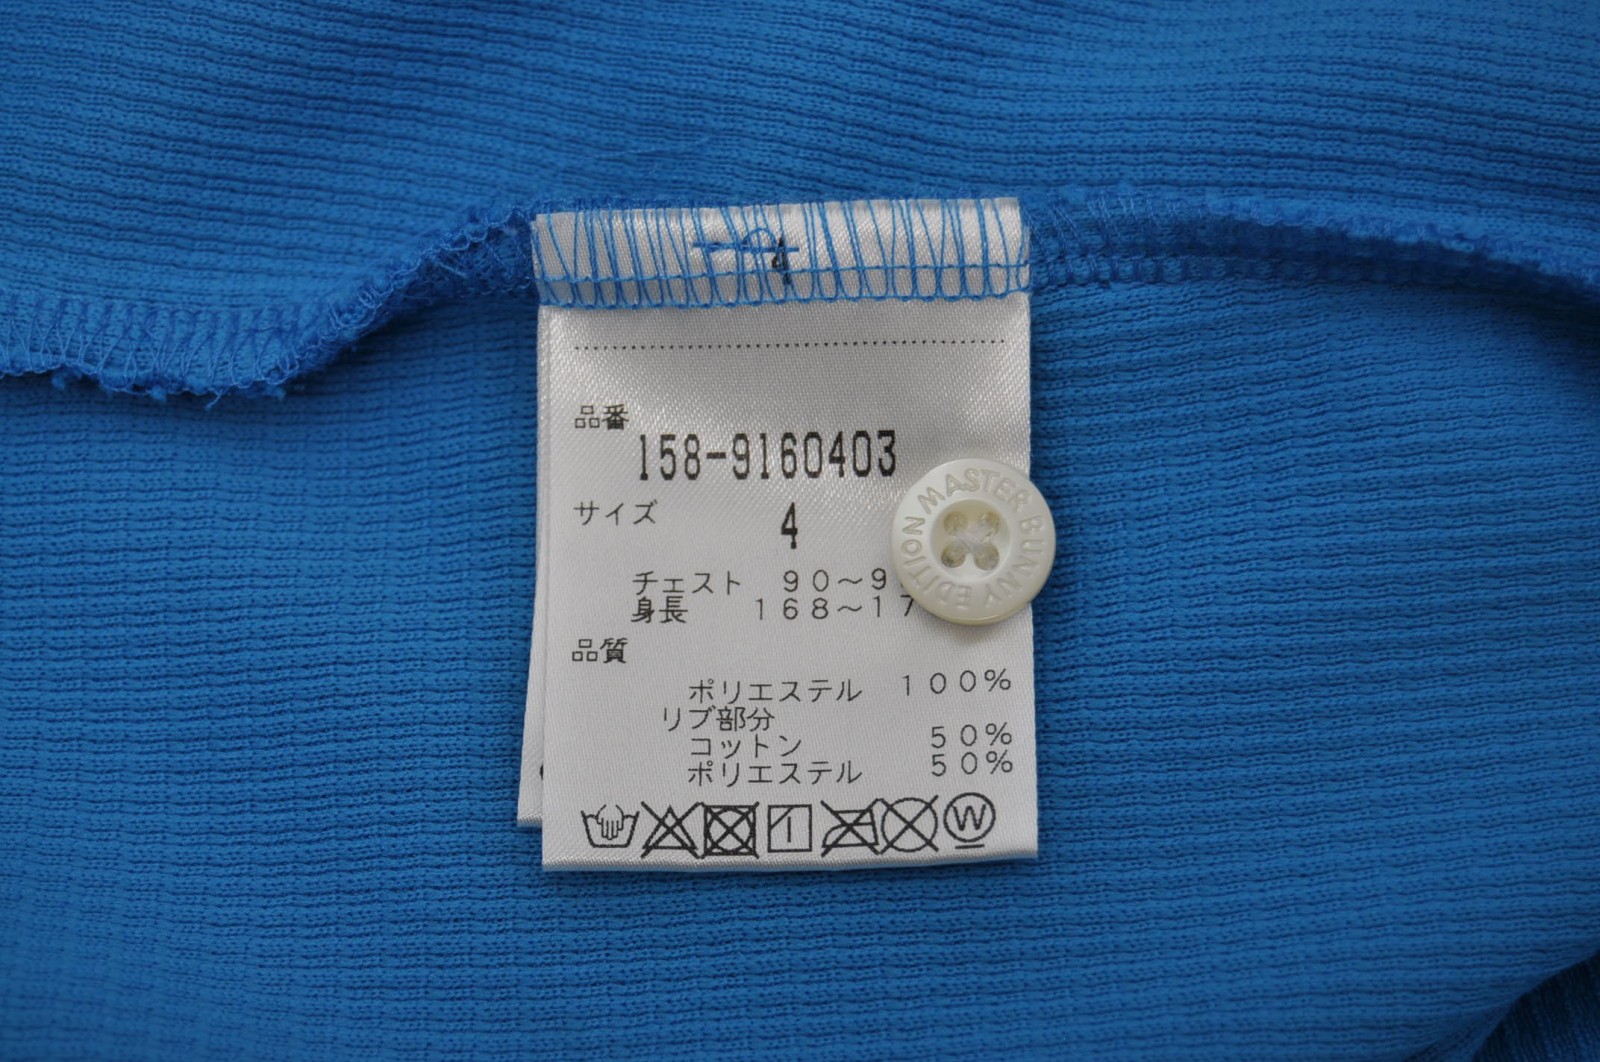 4
品番
158-9160403
サイズ
4
チェスト 90~9
身長 168~17
品質
ポリエステル 100%
リブ部分
コットン 50%
ポリエステル 50%
W
MASTER BUNNY EDITION